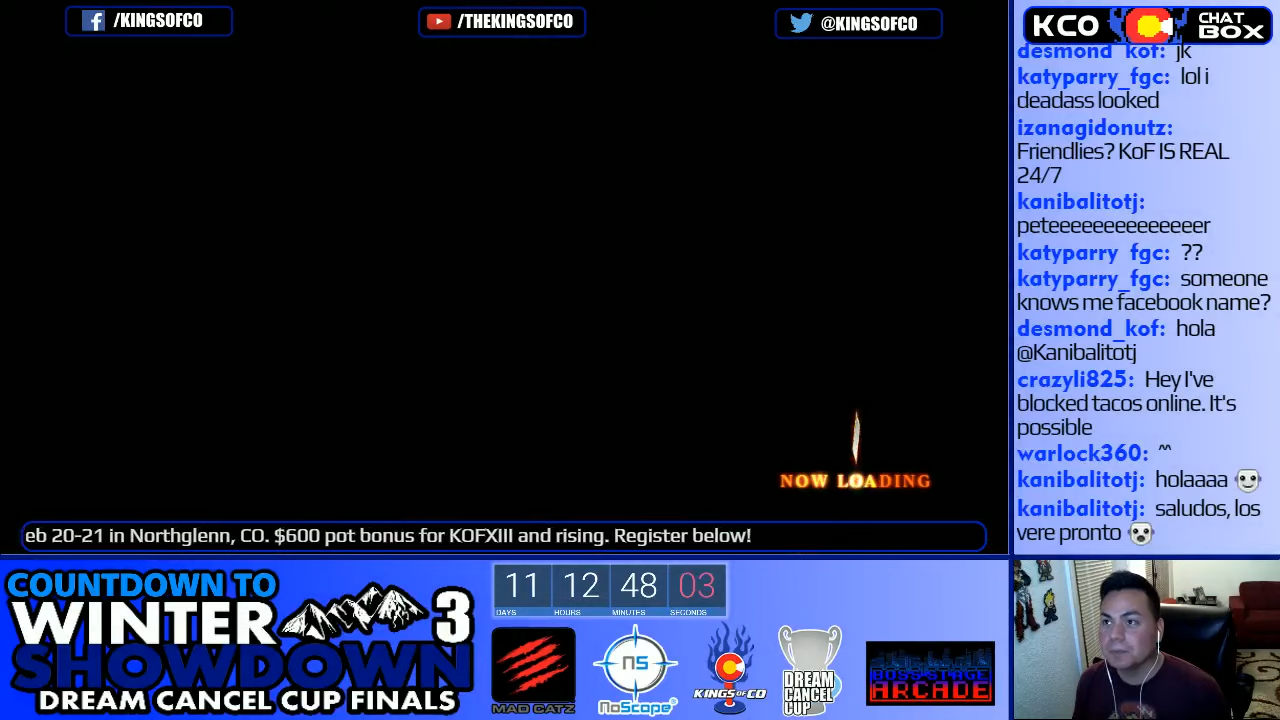 /KINGSOFCO
/THEKINGSOFCO
@KINGSOFCO
KCO CHAT BOX
desmond_kof: jk
katyparry_fgc: lol i
deadass looked
izanagidonutz:
Friendlies? KoF IS REAL
24/7
kanibalitotj:
peteeeeeeeeeeeeer
katyparry_fgc: ??
katyparry_fgc: someone
knows me facebook name?
desmond_kof: hola
@Kanibalitotj
crazyli825: Hey I've
blocked tacos online. It's
possible
warlock360: ^^
kanibalitotj: holaaaa
kanibalitotj: saludos, los
vere pronto
NOW LOADING
eb 20-21 in Northglenn, CO. $600 pot bonus for KOFXIII and rising. Register below!
COUNTDOWN TO
WINTER 3
SHOWDOWN
DREAM CANCEL CUP FINALS
11 12 48 03
DAYS HOURS MINUTES SECONDS
MAD CATZ
NS
NoScope
KINGS OF CO
DREAM
CANCEL
CUP
BOSS STAGE
ARCADE